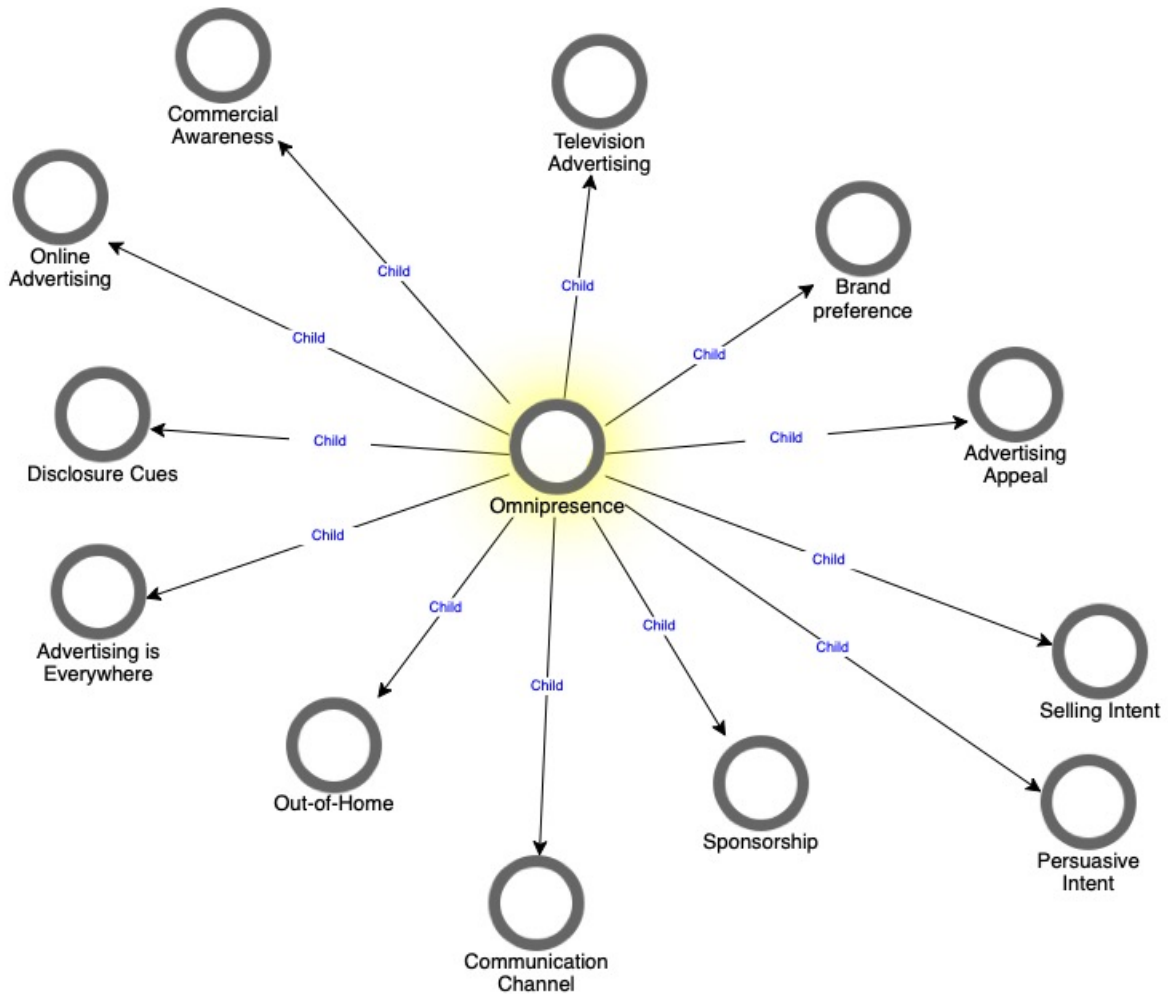 Commercial
Awareness
Television
Advertising
Online
Advertising
Brand
preference
Child
Child
Child
Child
Child
Child
Disclosure Cues
Advertising
Appeal
Omnipresence
Child
Child
Child
Child
Child
Advertising is
Everywhere
Child
Selling Intent
Out-of-Home
Sponsorship
Persuasive
Intent
Communication
Channel